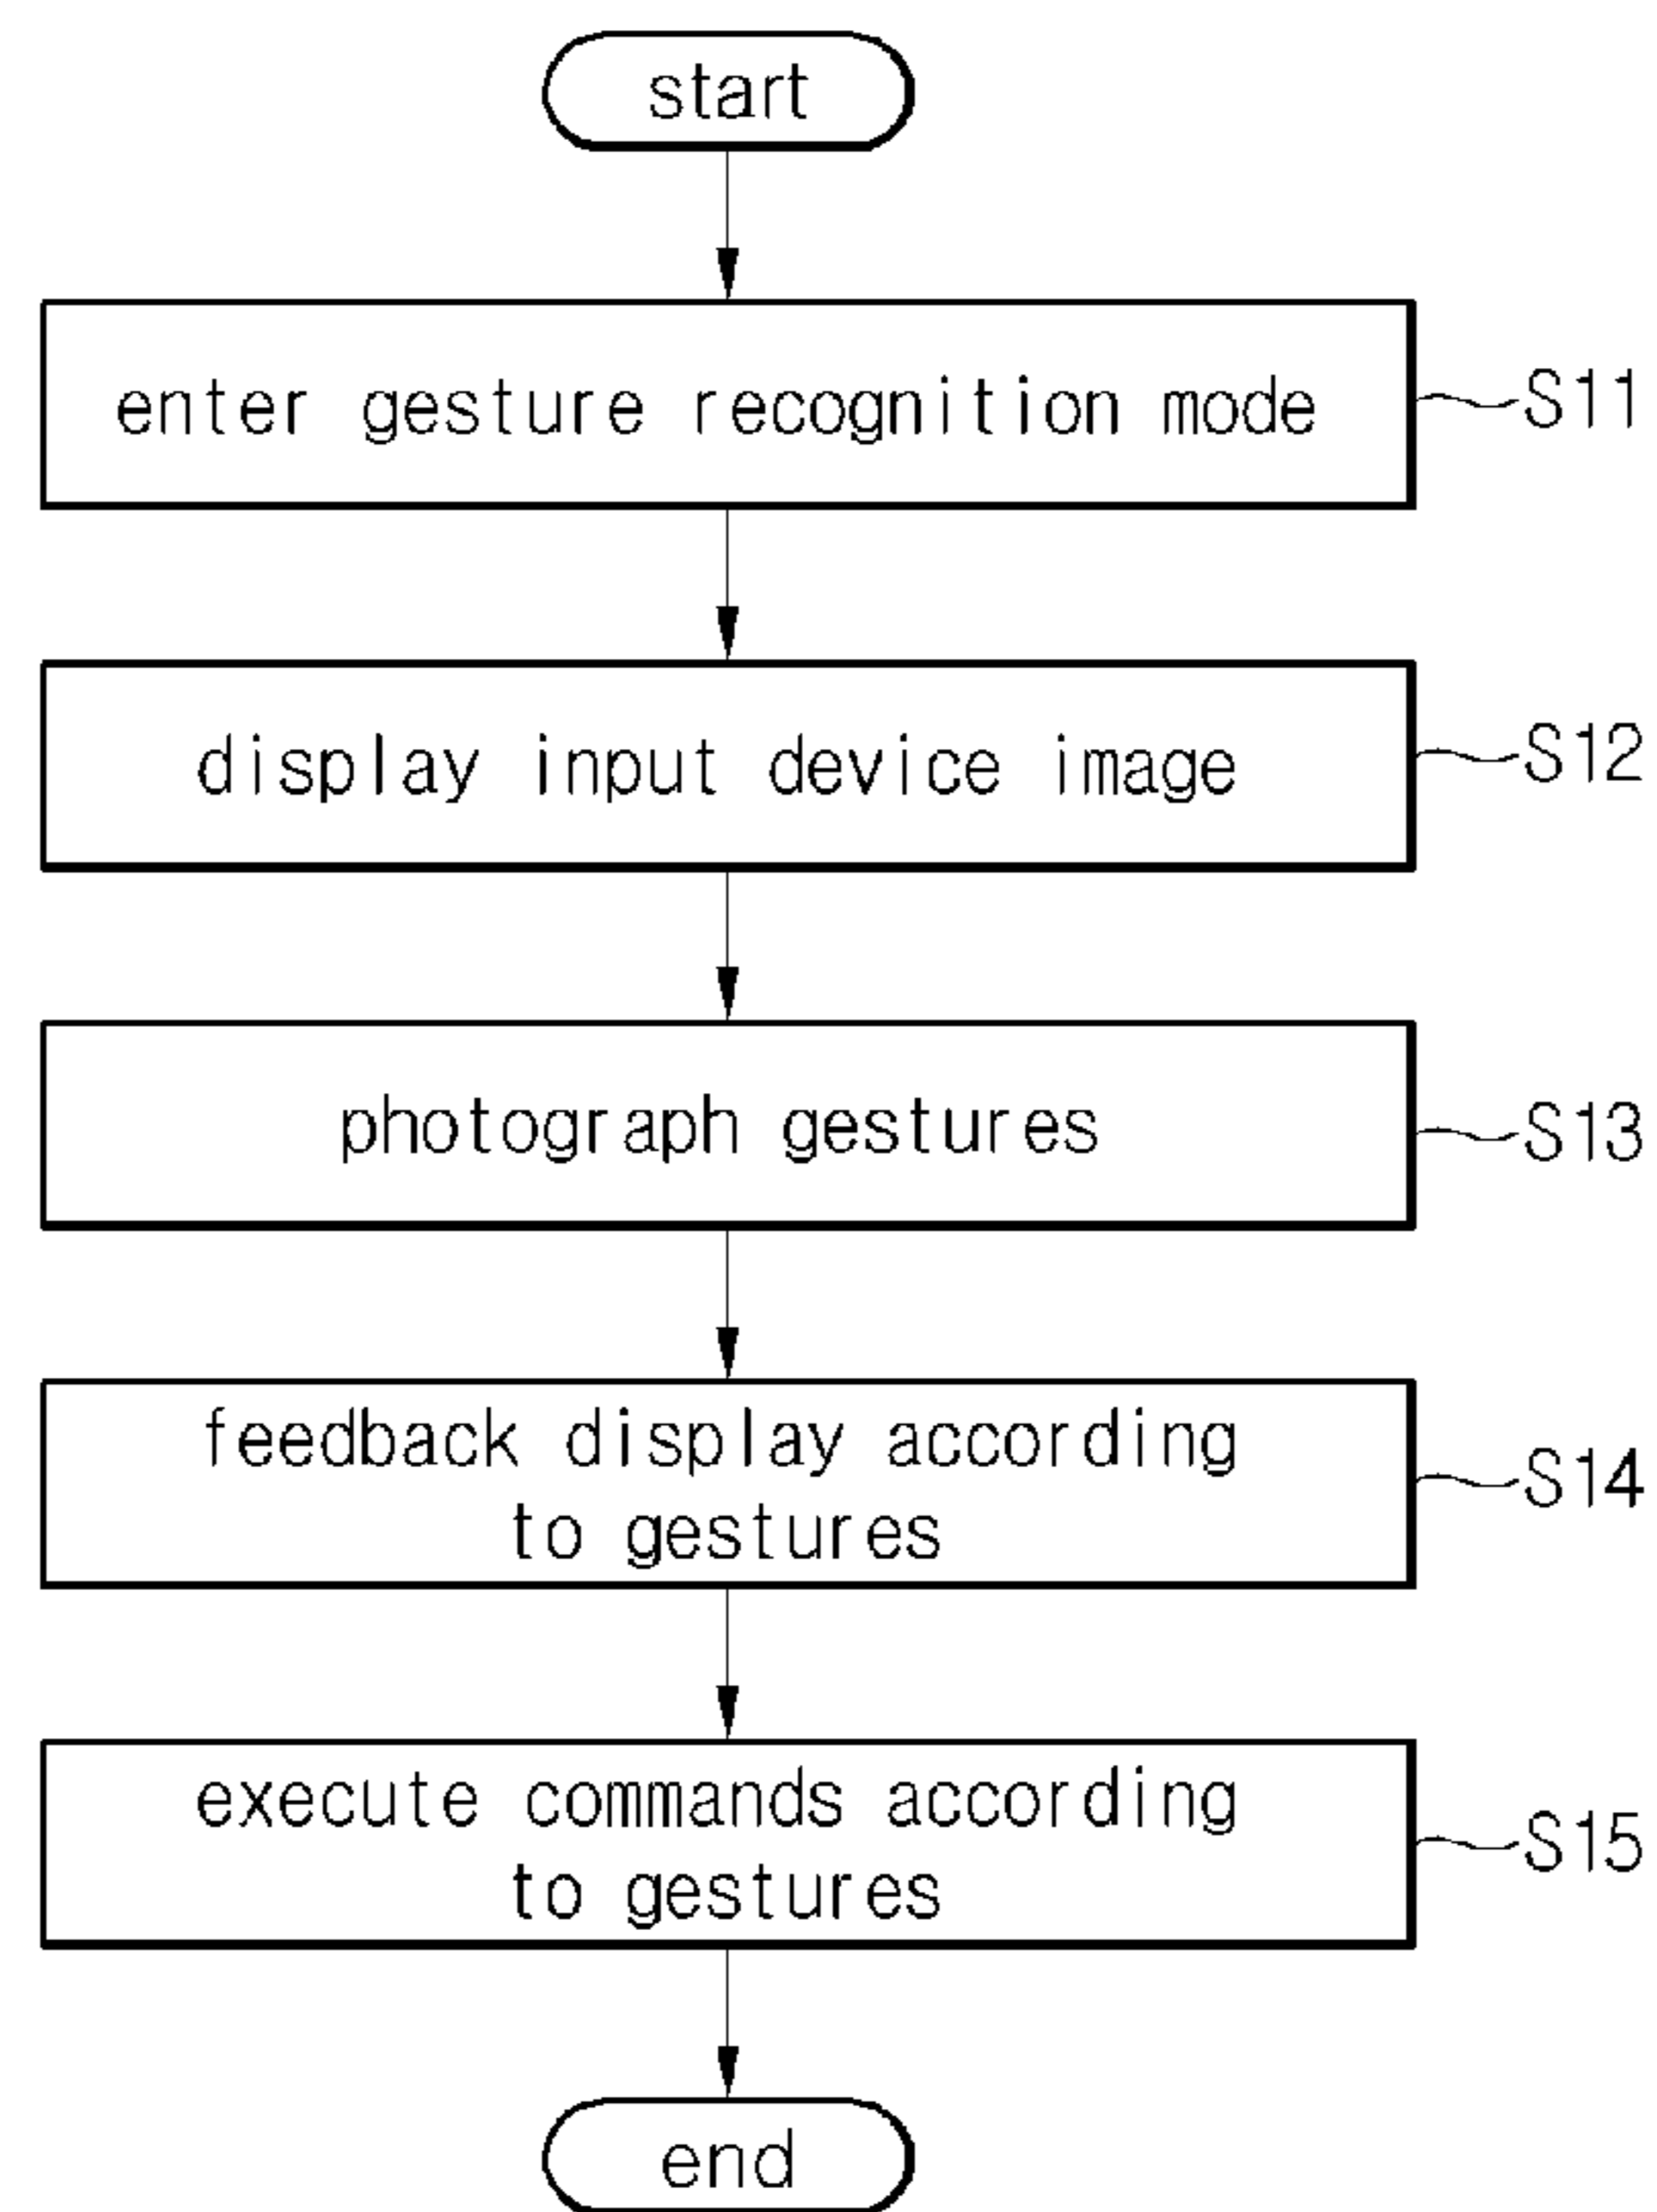 start
enter gesture recognition mode
S11
display input device image
S12
photograph gestures
S13
feedback display according
to gestures
S14
execute commands according
to gestures
S15
end